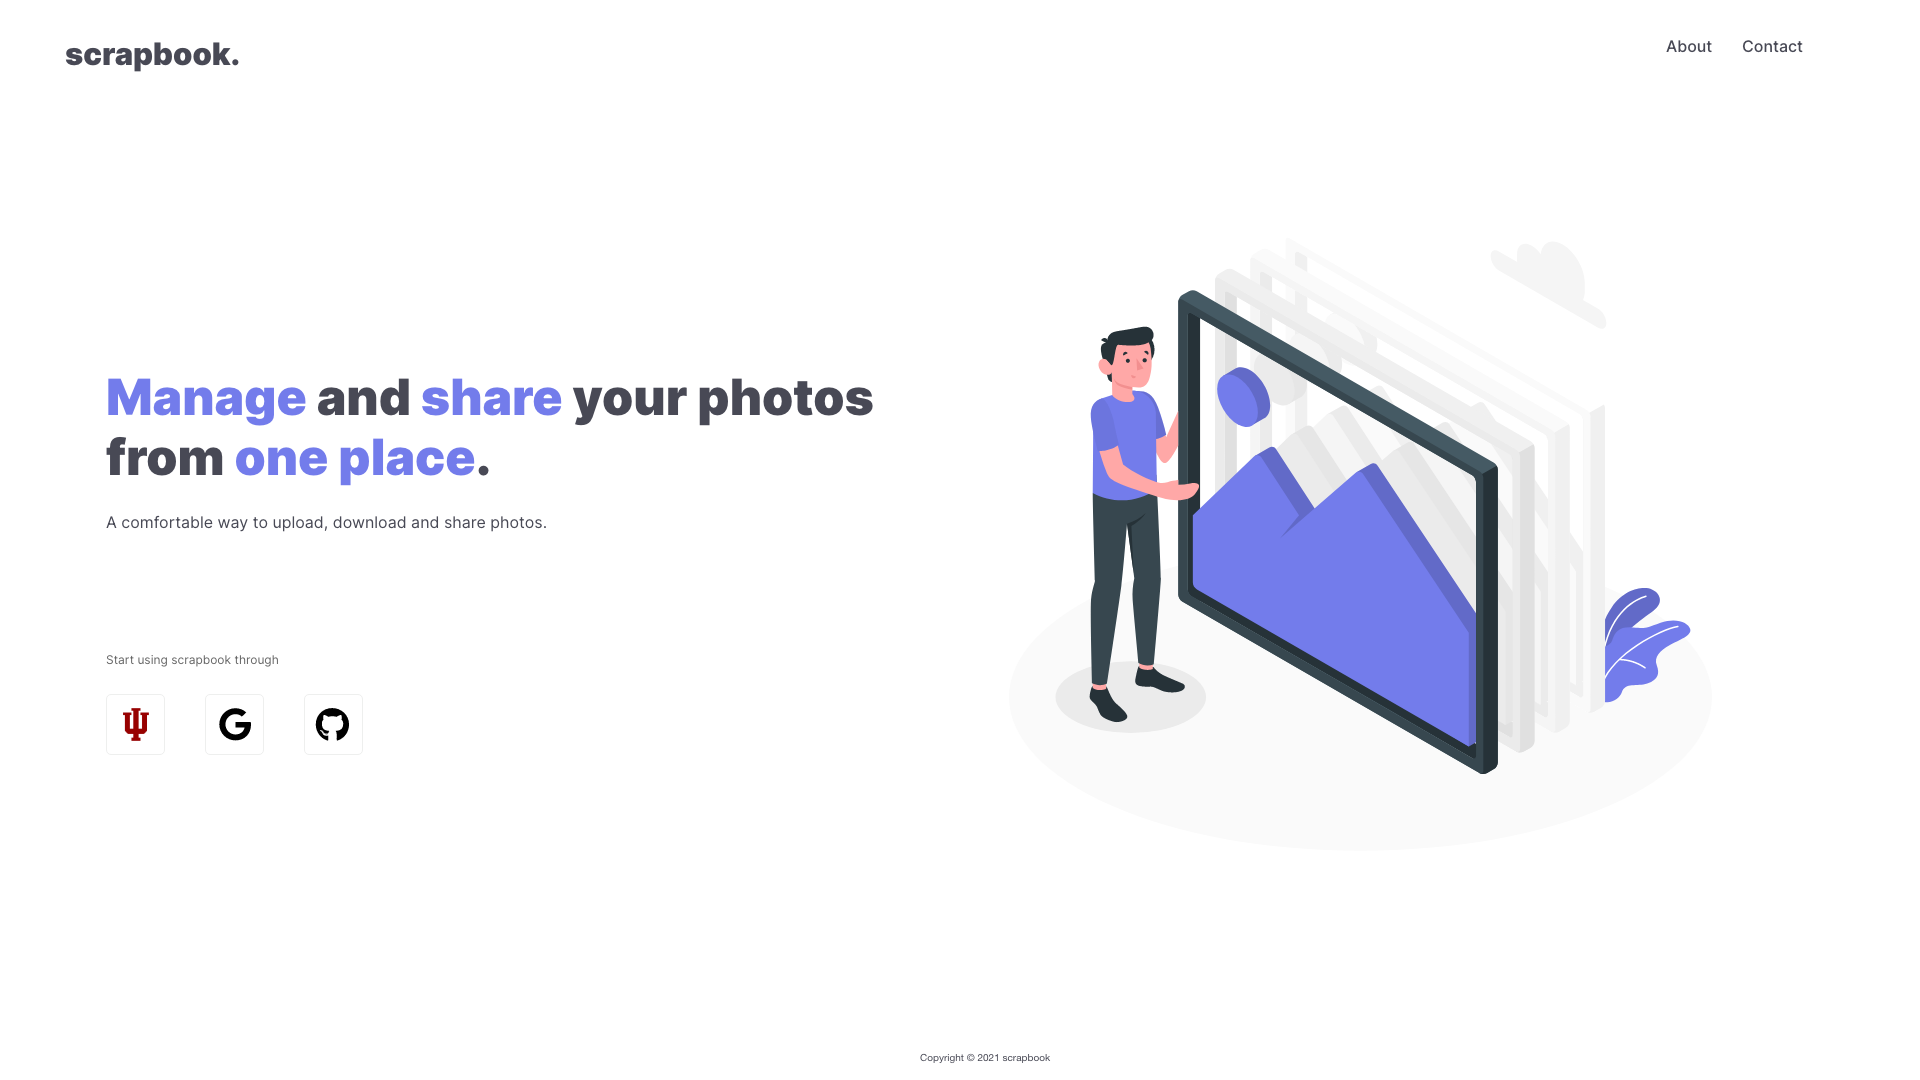 scrapbook.
About
Contact
Manage and share your photos
from one place.
A comfortable way to upload, download and share photos.
Start using scrapbook through
Copyright © 2021 scrapbook